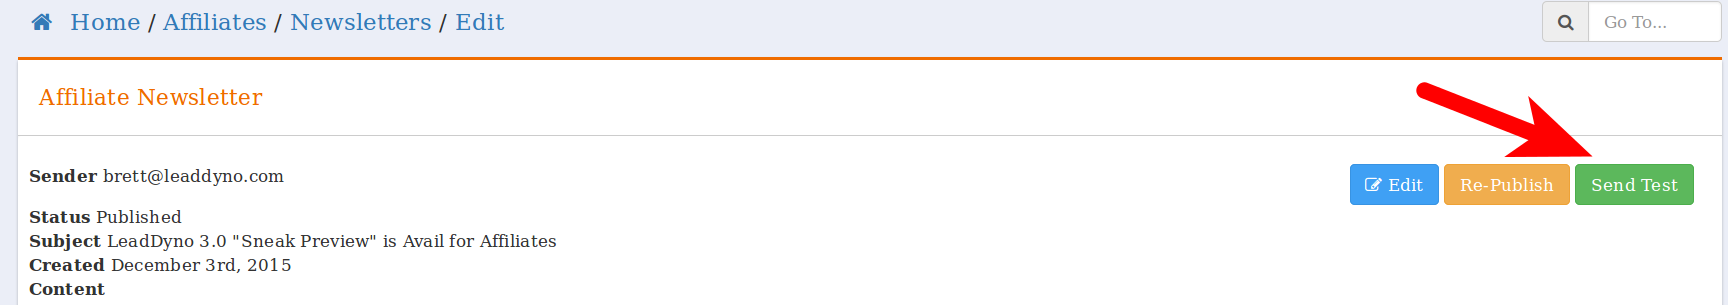 Home / Affiliates / Newsletters / Edit
Go To...
Affiliate Newsletter
Sender brett@leaddyno.com
Edit
Re-Publish
Send Test
Status Published
Subject LeadDyno 3.0 "Sneak Preview" is Avail for Affiliates
Created December 3rd, 2015
Content